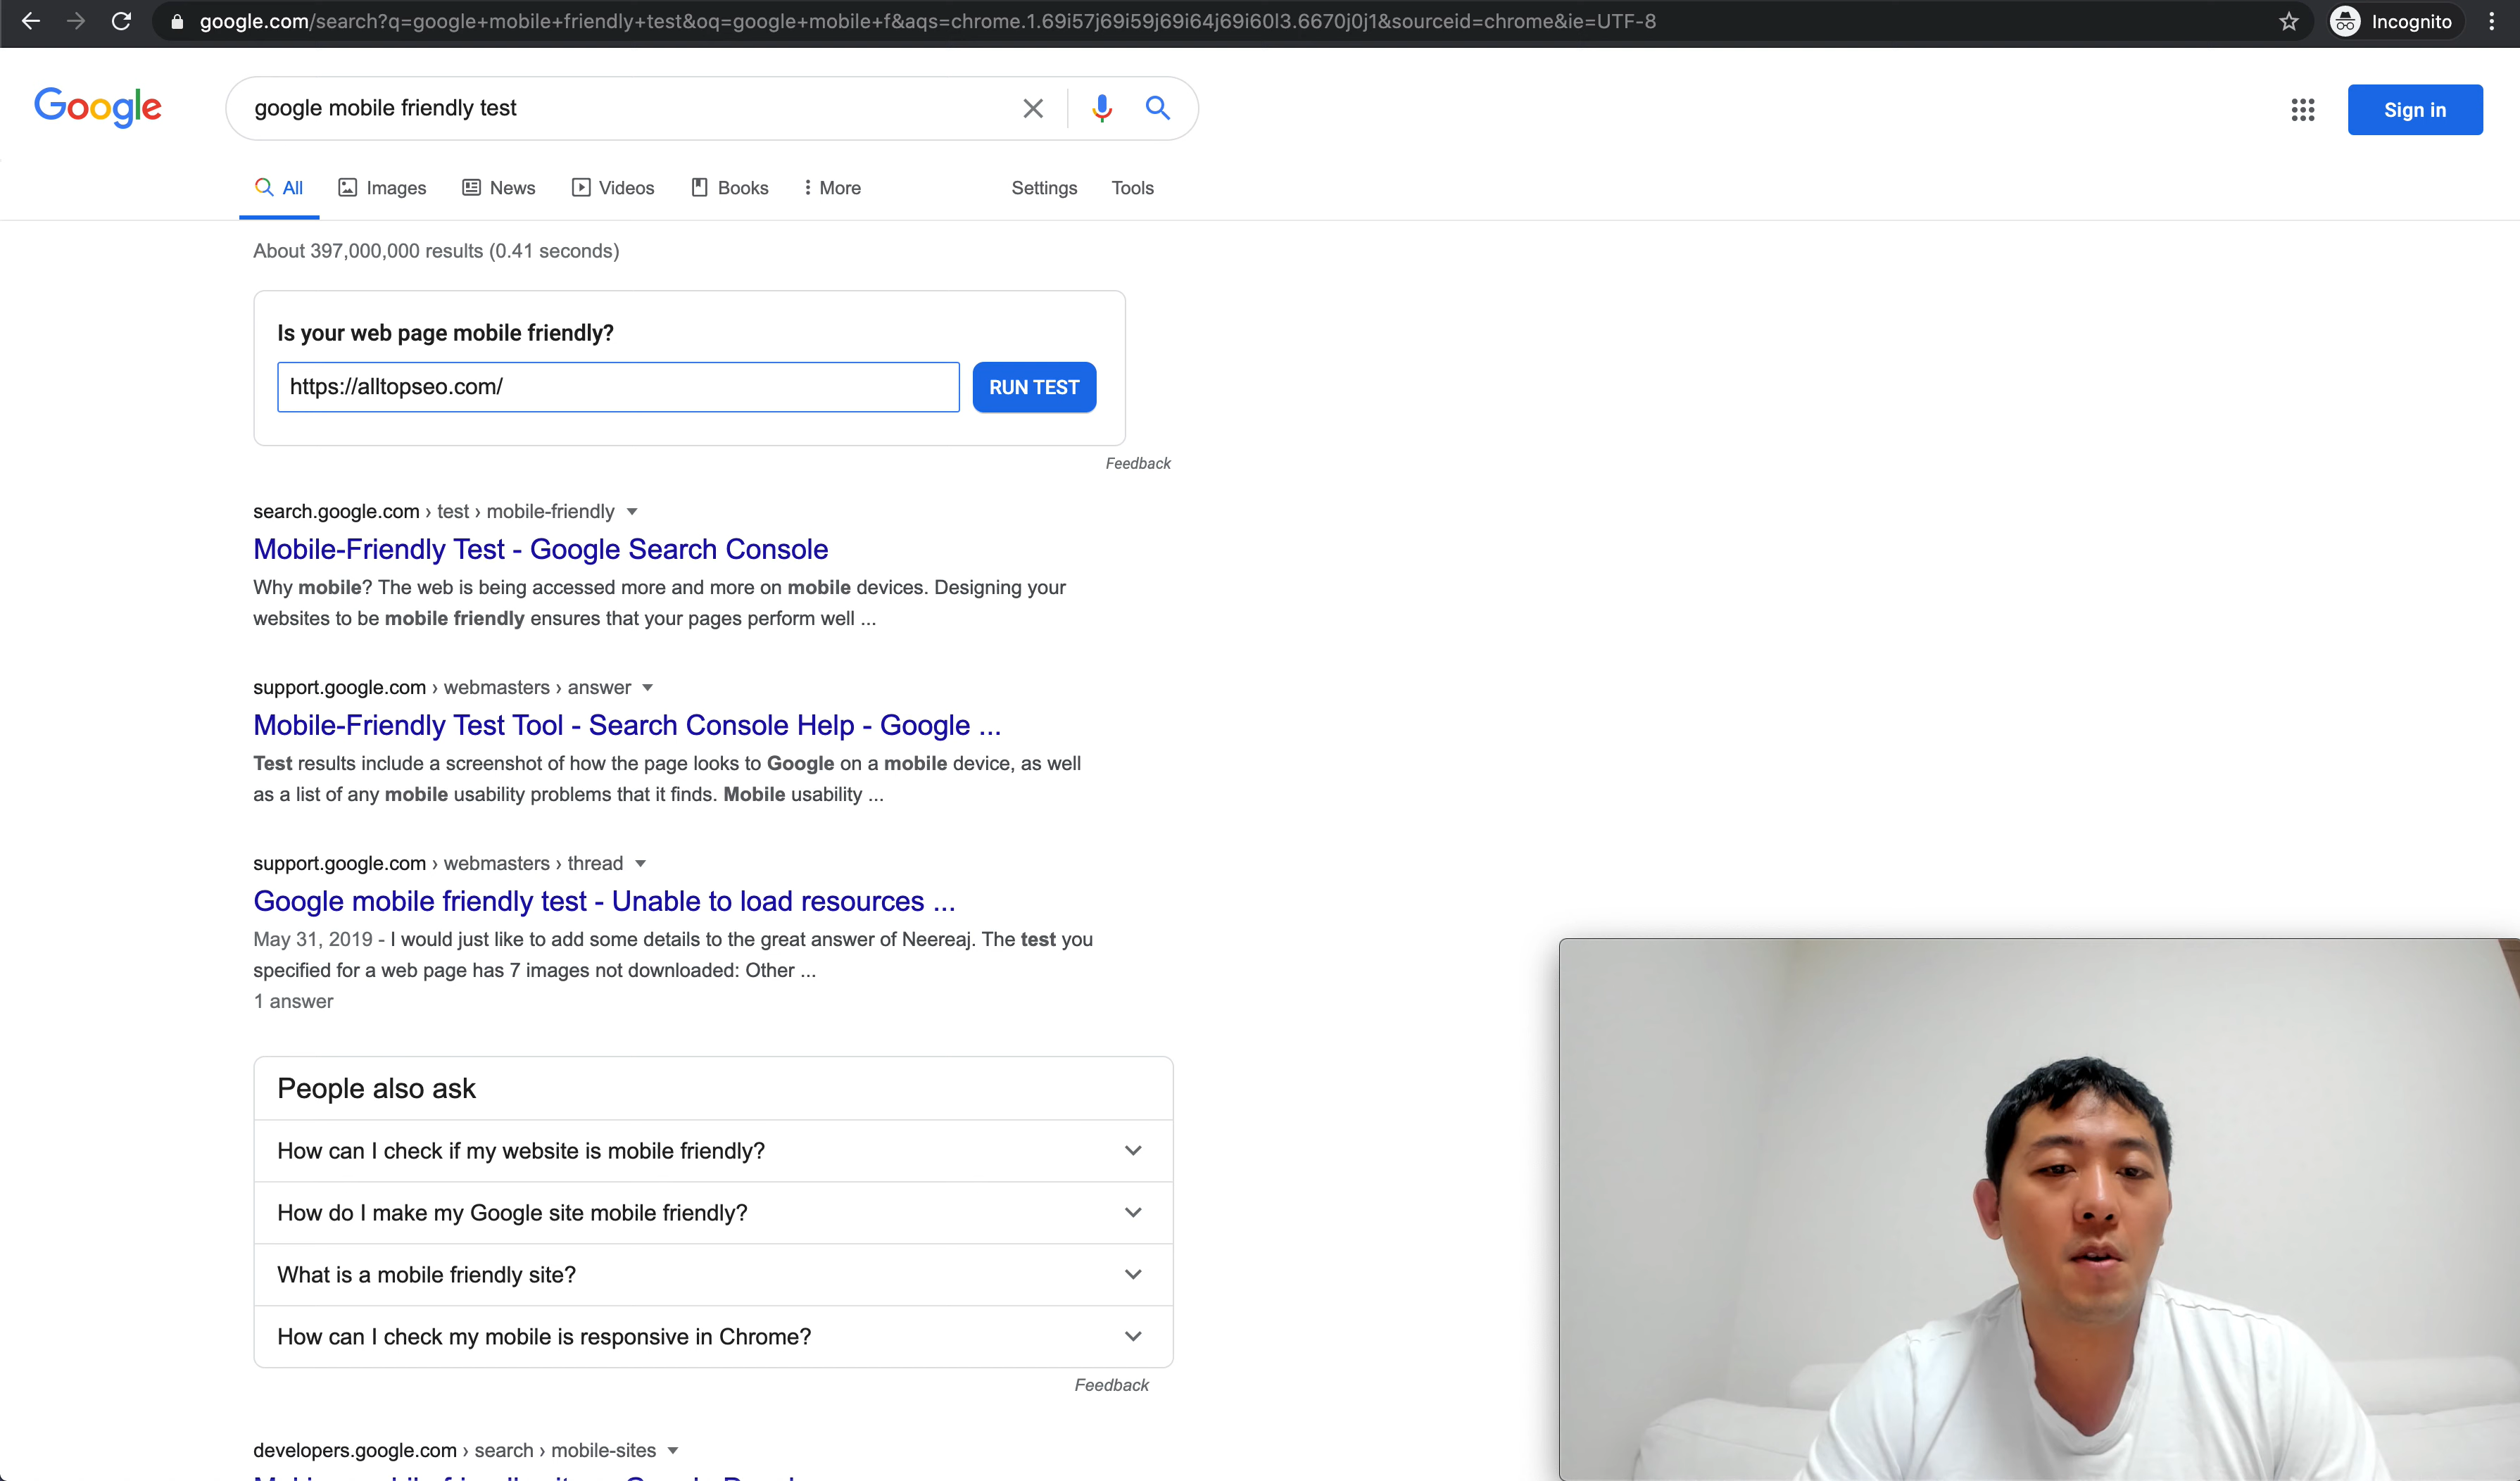 google.com/search?q=google+mobile+friendly+test&oq=google+mobile+f&aqs=chrome.1.69i57j69i59j69i64j69i60l3.6670j0j1&sourceid=chrome&ie=UTF-8
Incognito
Google
google mobile friendly test
Sign in
All Images News Videos Books More Settings Tools
About 397,000,000 results (0.41 seconds)
Is your web page mobile friendly?
https://alltopseo.com/
RUN TEST
Feedback
search.google.com › test › mobile-friendly
Mobile-Friendly Test - Google Search Console
Why mobile? The web is being accessed more and more on mobile devices. Designing your
websites to be mobile friendly ensures that your pages perform well ...
support.google.com › webmasters › answer
Mobile-Friendly Test Tool - Search Console Help - Google ...
Test results include a screenshot of how the page looks to Google on a mobile device, as well
as a list of any mobile usability problems that it finds. Mobile usability ...
support.google.com › webmasters › thread
Google mobile friendly test - Unable to load resources ...
May 31, 2019 - I would just like to add some details to the great answer of Neereaj. The test you
specified for a web page has 7 images not downloaded: Other ...
1 answer
People also ask
How can I check if my website is mobile friendly?
How do I make my Google site mobile friendly?
What is a mobile friendly site?
How can I check my mobile is responsive in Chrome?
Feedback
developers.google.com › search › mobile-sites